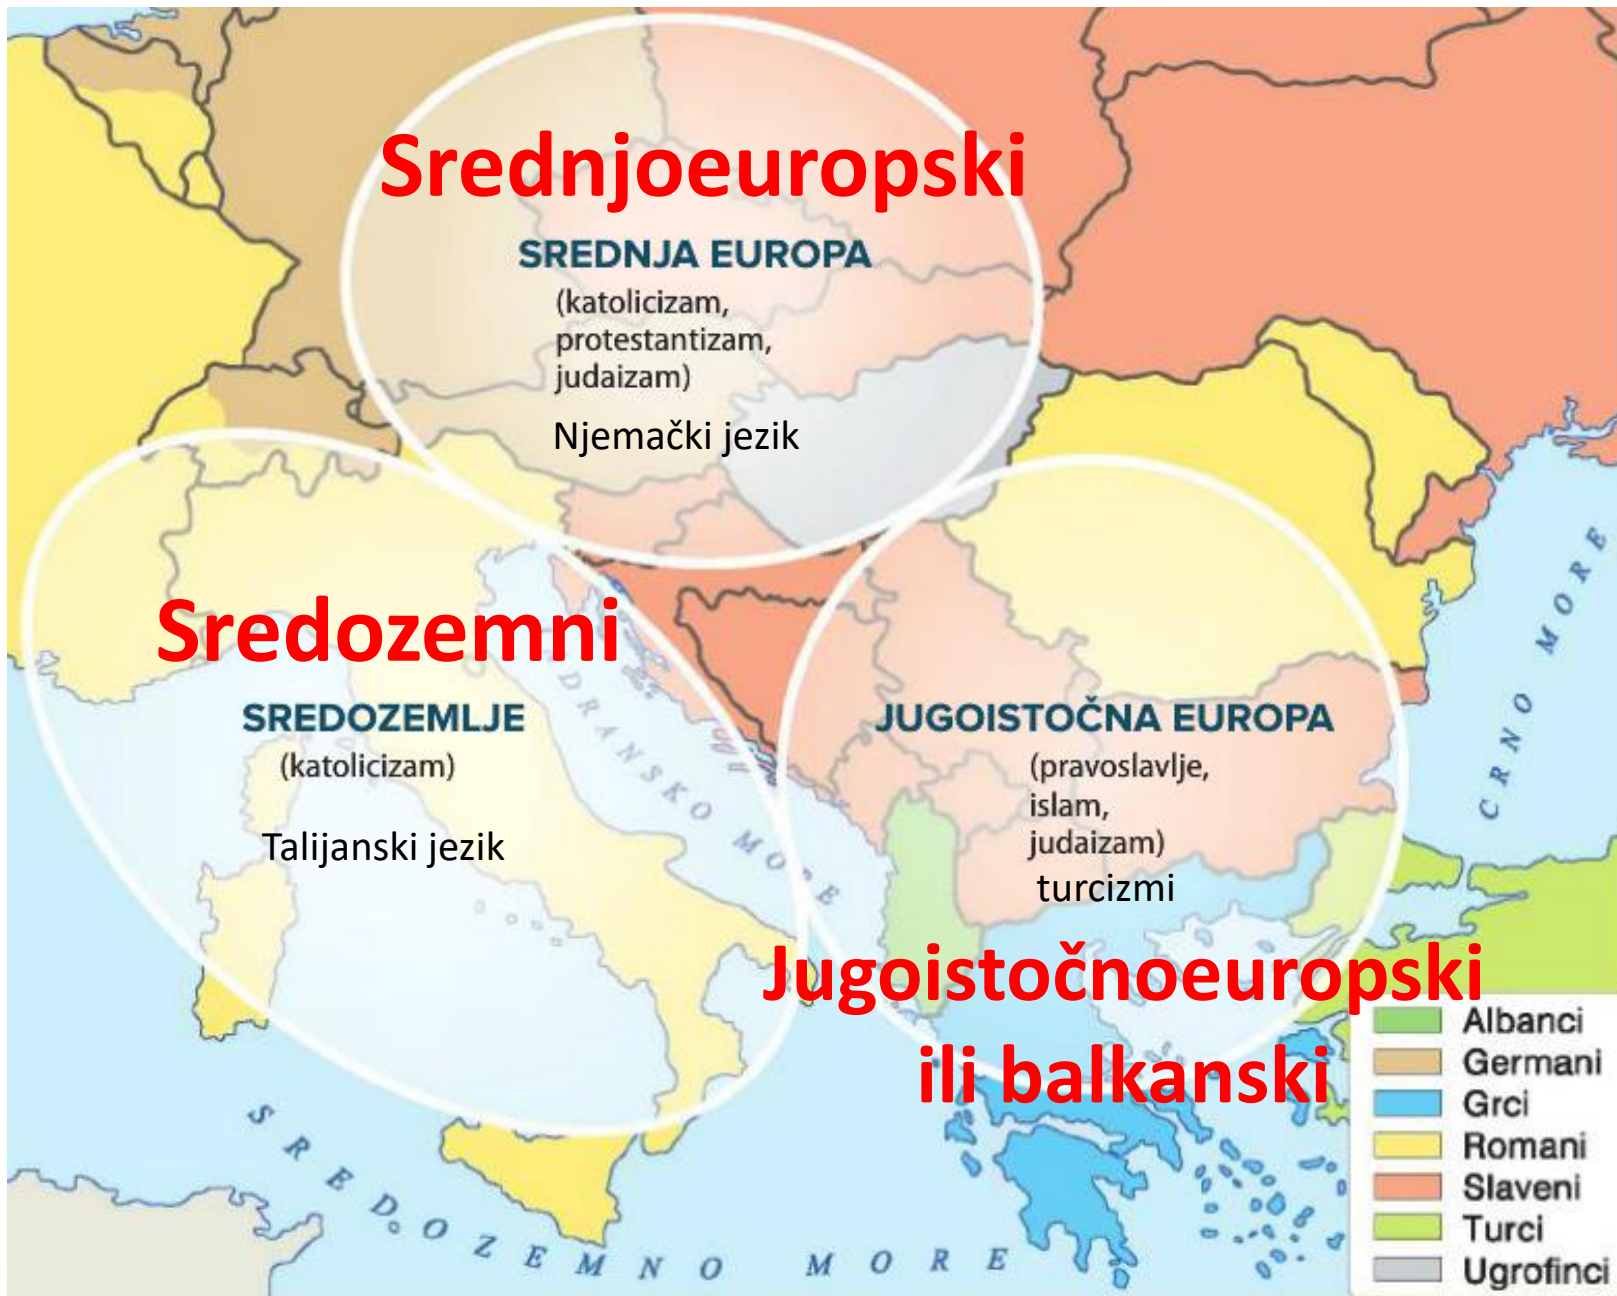 Srednjoeuropski
SREDNJA EUROPA
(katolicizam,
protestantizam,
judaizam)
Njemački jezik
Sredozemni
SREDOZEMLJE
(katolicizam)
Talijanski jezik
JADRANSKO MORE
JUGOISTOČNA EUROPA
(pravoslavlje,
islam,
judaizam)
turcizmi
Jugoistočnoeuropski
ili balkanski
CRNO MORE
SREDOZEMNO MORE
Albanci
Germani
Grci
Romani
Slaveni
Turci
Ugrofinci